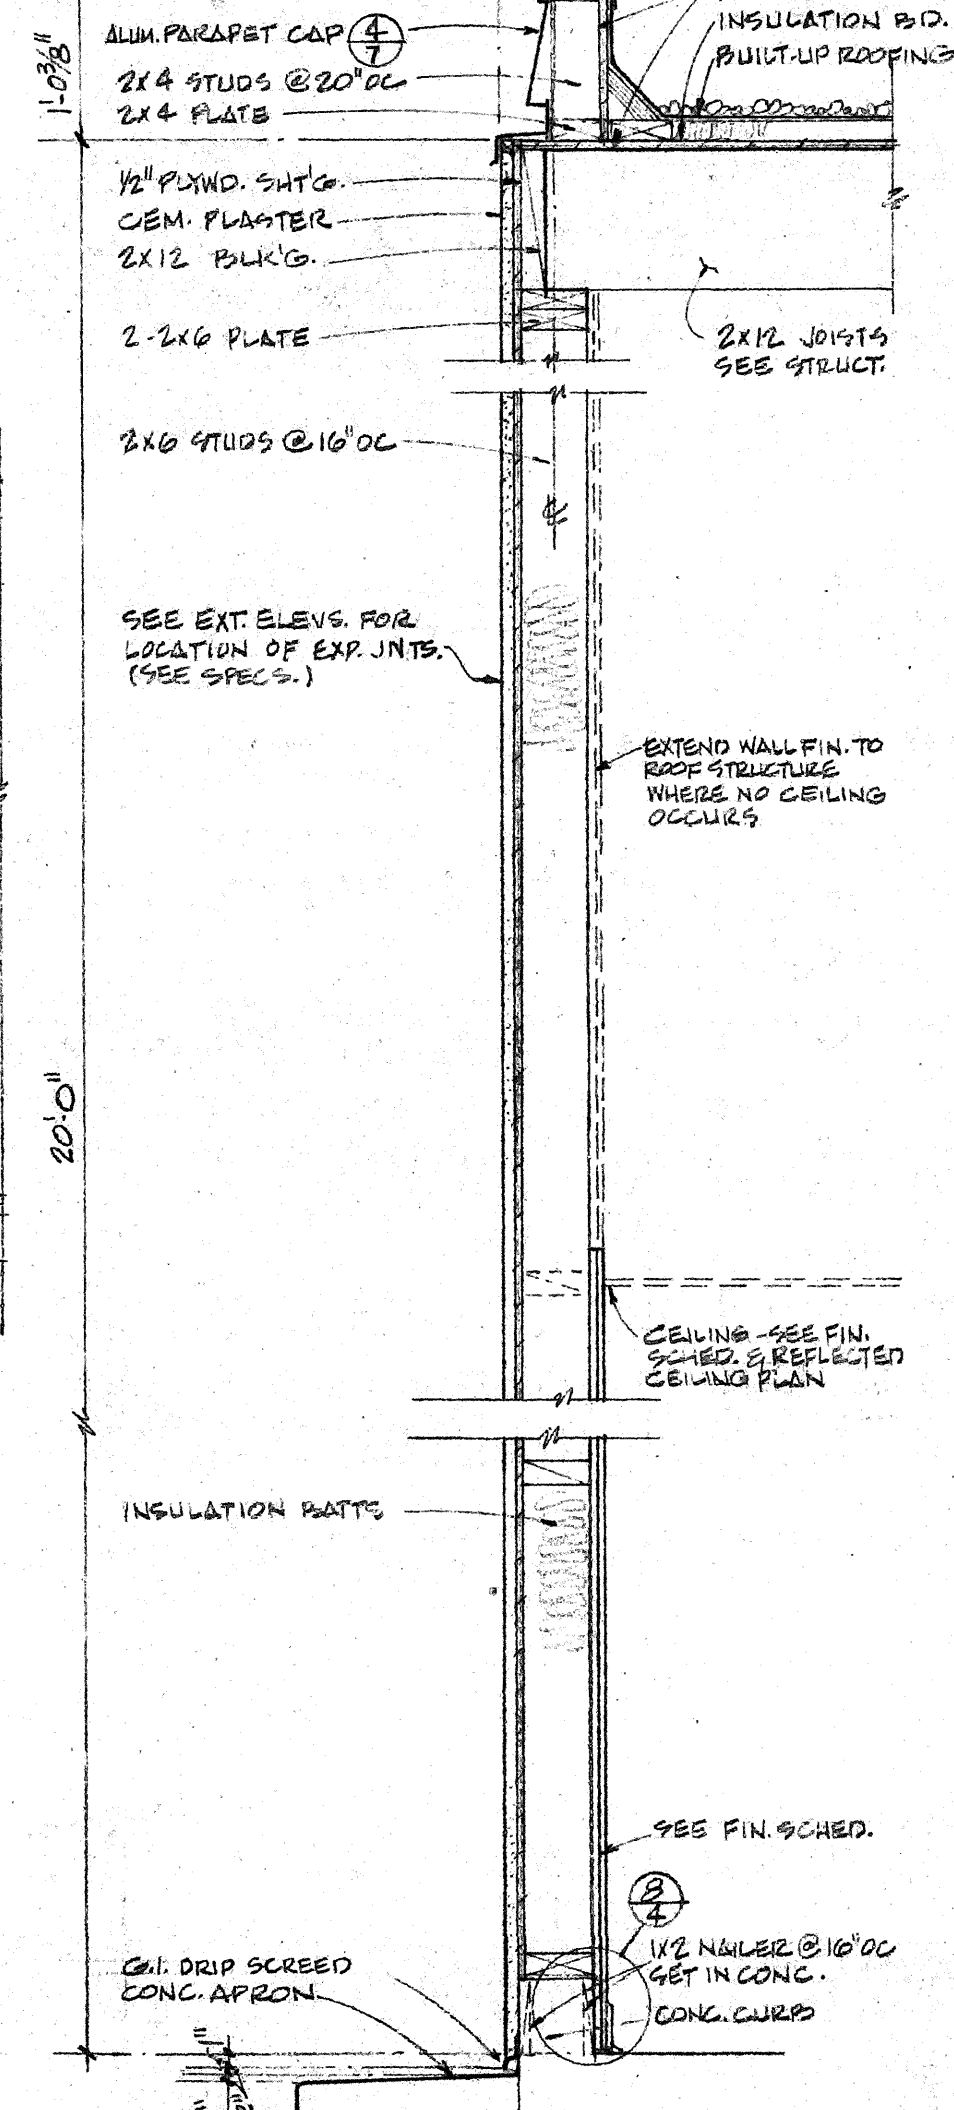 1'-0 3/8"
ALUM. PARAPET CAP 4/7
2X4 STUDS @ 20" OC
2X4 PLATE
INSULATION BD.
BUILT-UP ROOFING
1/2" PLYWD. SHT'G.
CEM. PLASTER
2X12 BLK'G.
2-2X6 PLATE
2X12 JOISTS
SEE STRUCT.
2X6 STUDS @ 16" OC
℄
SEE EXT. ELEVS. FOR
LOCATION OF EXP. JNTS.
(SEE SPECS.)
EXTEND WALL FIN. TO
ROOF STRUCTURE
WHERE NO CEILING
OCCURS
20'-0"
CEILING - SEE FIN.
SCHED. & REFLECTED
CEILING PLAN
INSULATION BATTS
SEE FIN. SCHED.
8/4
1X2 NAILER @ 16" OC
SET IN CONC.
CONC. CURB
G.I. DRIP SCREED
CONC. APRON